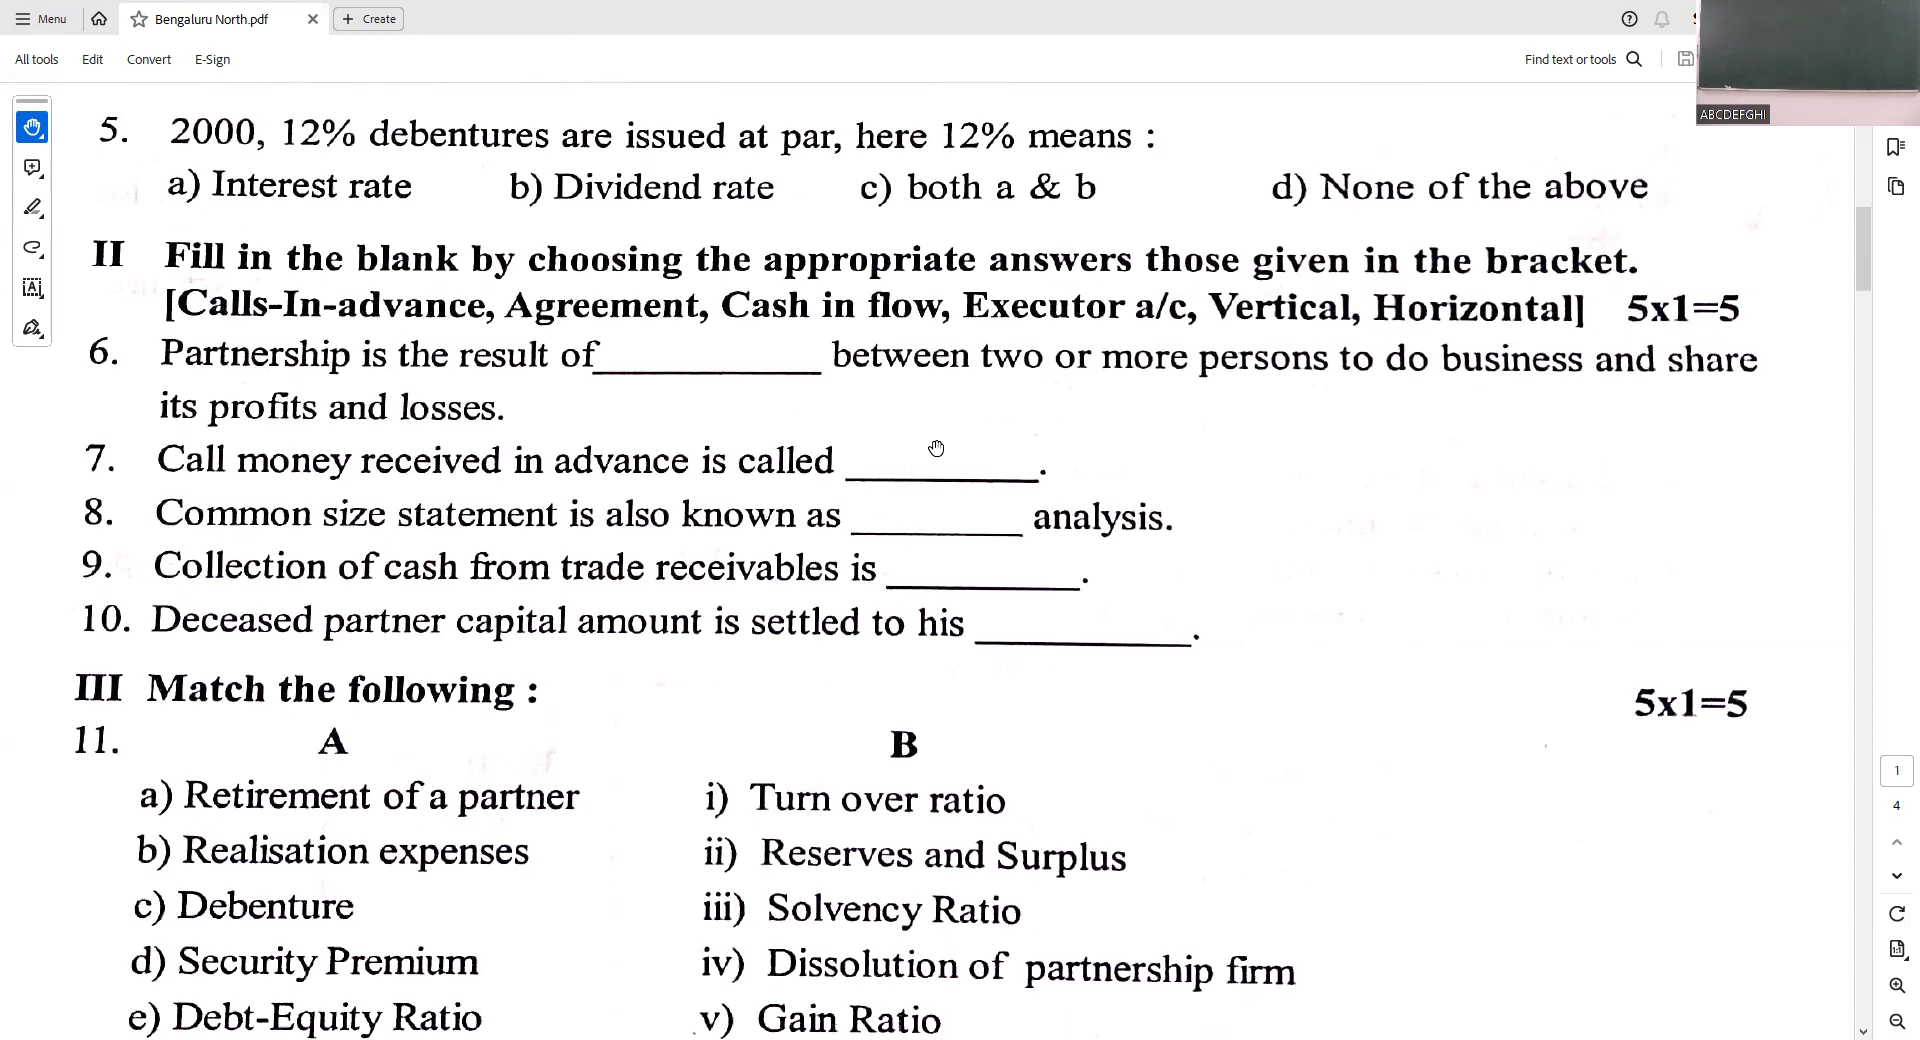 Menu
Bengaluru North.pdf
Create
All tools
Edit
Convert
E-Sign
Find text or tools
ABCDEFGHI
5. 2000, 12% debentures are issued at par, here 12% means :
a) Interest rate b) Dividend rate c) both a & b d) None of the above
II Fill in the blank by choosing the appropriate answers those given in the bracket.
[Calls-In-advance, Agreement, Cash in flow, Executor a/c, Vertical, Horizontal] 5x1=5
6. Partnership is the result of__________ between two or more persons to do business and share
its profits and losses.
7. Call money received in advance is called __________.
8. Common size statement is also known as __________ analysis.
9. Collection of cash from trade receivables is __________.
10. Deceased partner capital amount is settled to his __________.
III Match the following : 5x1=5
11. A B
a) Retirement of a partner i) Turn over ratio
b) Realisation expenses ii) Reserves and Surplus
c) Debenture iii) Solvency Ratio
d) Security Premium iv) Dissolution of partnership firm
e) Debt-Equity Ratio v) Gain Ratio
1
4